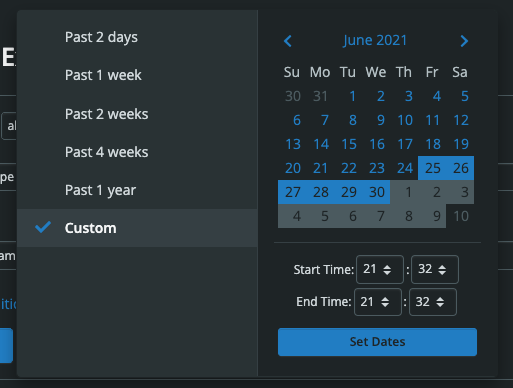 Past 2 days
Past 1 week
Past 2 weeks
Past 4 weeks
Past 1 year
Custom
June 2021
Su Mo Tu We Th Fr Sa
30 31 1 2 3 4 5
6 7 8 9 10 11 12
13 14 15 16 17 18 19
20 21 22 23 24 25 26
27 28 29 30 1 2 3
4 5 6 7 8 9 10
Start Time: 21 : 32
End Time: 21 : 32
Set Dates